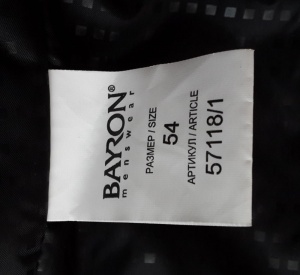 BAYRON®
menswear
РАЗМЕР / SIZE
54
АРТИКУЛ / ARTICLE
57118/1